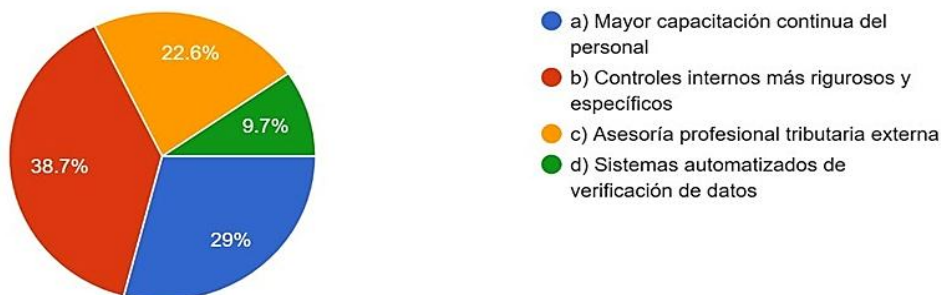 22.6%
9.7%
38.7%
29%
a) Mayor capacitación continua del
personal
b) Controles internos más rigurosos y
específicos
c) Asesoría profesional tributaria externa
d) Sistemas automatizados de
verificación de datos